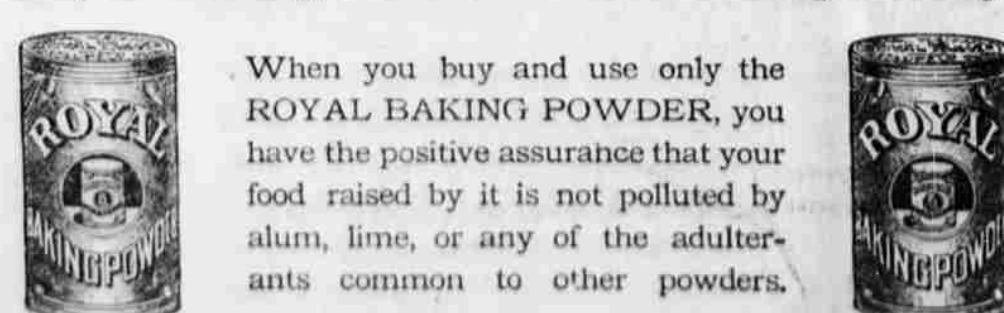 When you buy and use only the
ROYAL BAKING POWDER, you
have the positive assurance that your
food raised by it is not polluted by
alum, lime, or any of the adulter-
ants common to other powders.
ROYAL
BAKING POWDER
ROYAL
BAKING POWDER